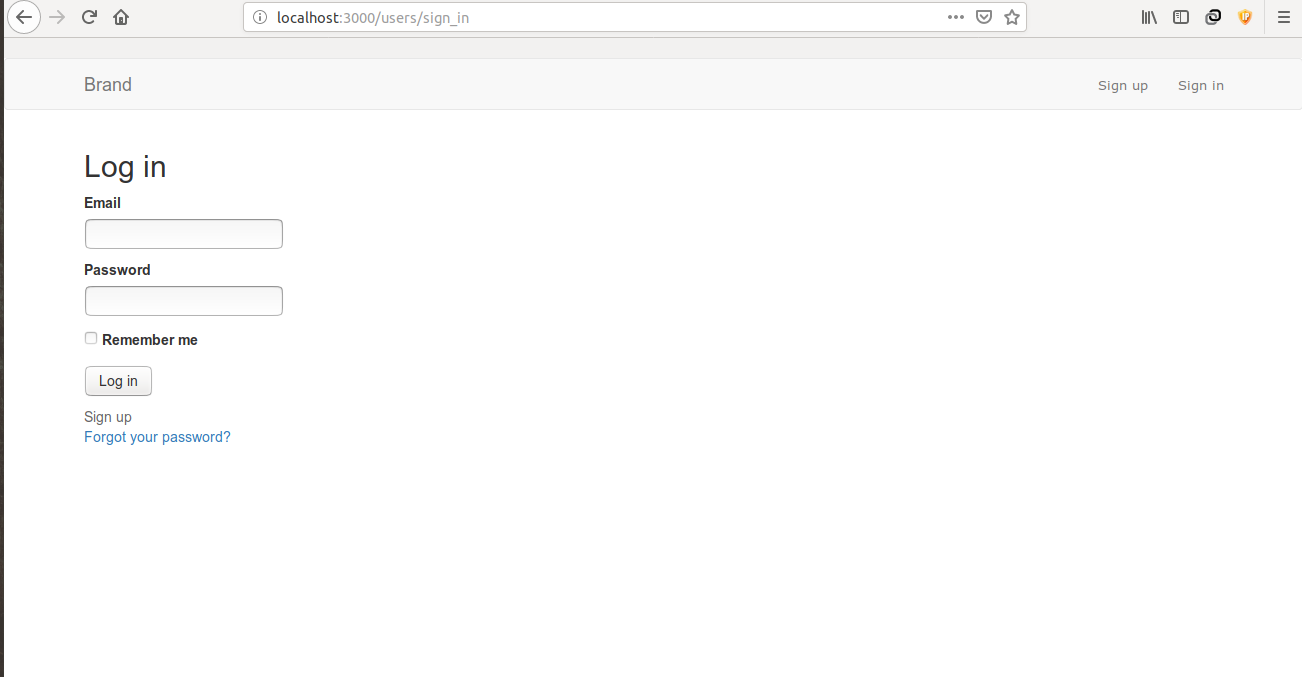 localhost:3000/users/sign_in
Brand
Sign up
Sign in
Log in
Email
Password
Remember me
Log in
Sign up
Forgot your password?